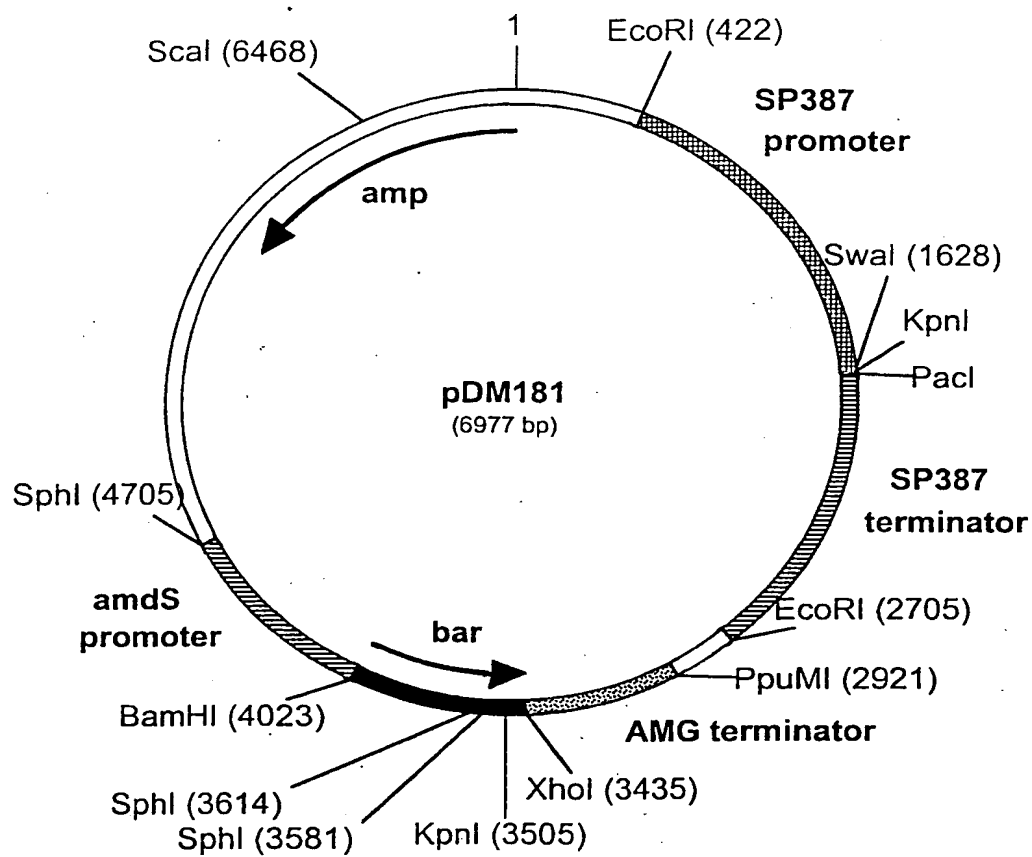 1
EcoRI (422)
ScaI (6468)
SP387
promoter
amp
SwaI (1628)
KpnI
PacI
pDM181
(6977 bp)
SP387
terminator
SphI (4705)
EcoRI (2705)
amdS
promoter
bar
PpuMI (2921)
BamHI (4023)
AMG terminator
XhoI (3435)
SphI (3614)
SphI (3581)
KpnI (3505)